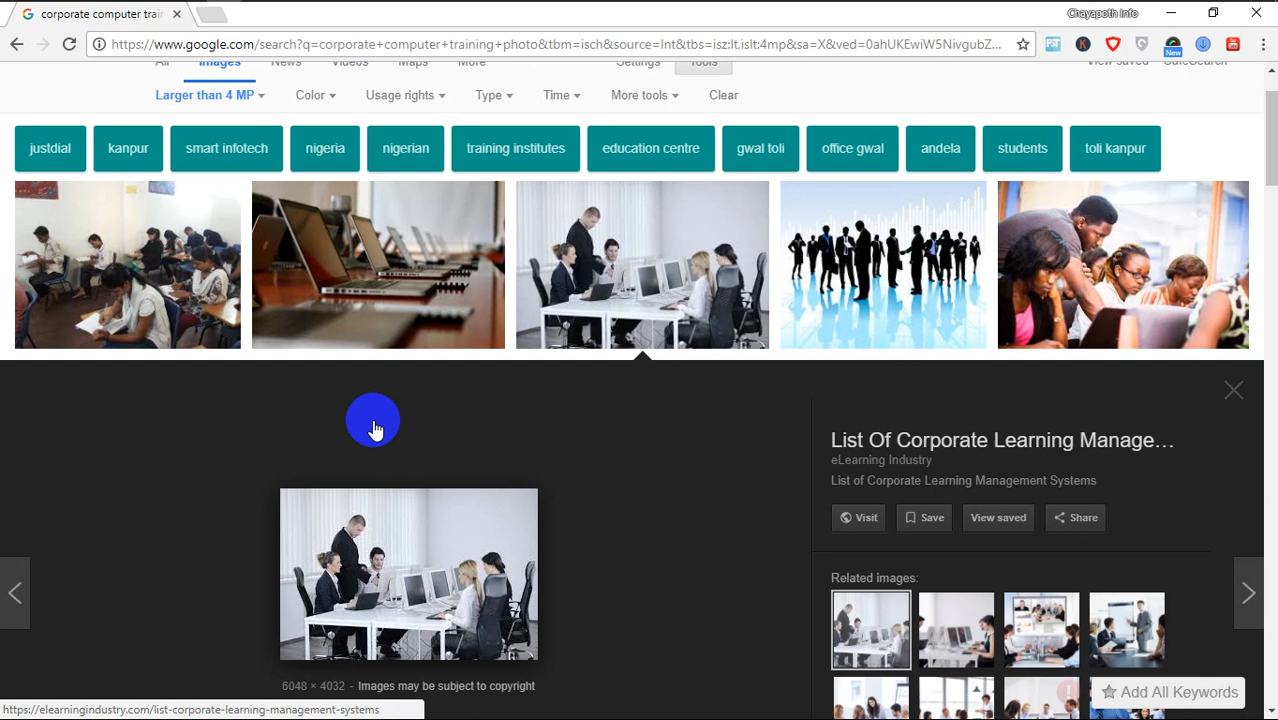 corporate computer train
Chayapoth Info
https://www.google.com/search?q=corporate+computer+training+photo&tbm=isch&source=lnt&tbs=isz:lt,islt:4mp&sa=X&ved=0ahUKEwiW5NivgubZ...
New
All Images News Videos Maps More Settings Tools View saved SafeSearch
Larger than 4 MP Color Usage rights Type Time More tools Clear
justdial kanpur smart infotech nigeria nigerian training institutes education centre gwal toli office gwal andela students toli kanpur
List Of Corporate Learning Manage...
eLearning Industry
List of Corporate Learning Management Systems
Visit Save View saved Share
Related images:
6048 × 4032 - Images may be subject to copyright
Add All Keywords
https://elearningindustry.com/list-corporate-learning-management-systems